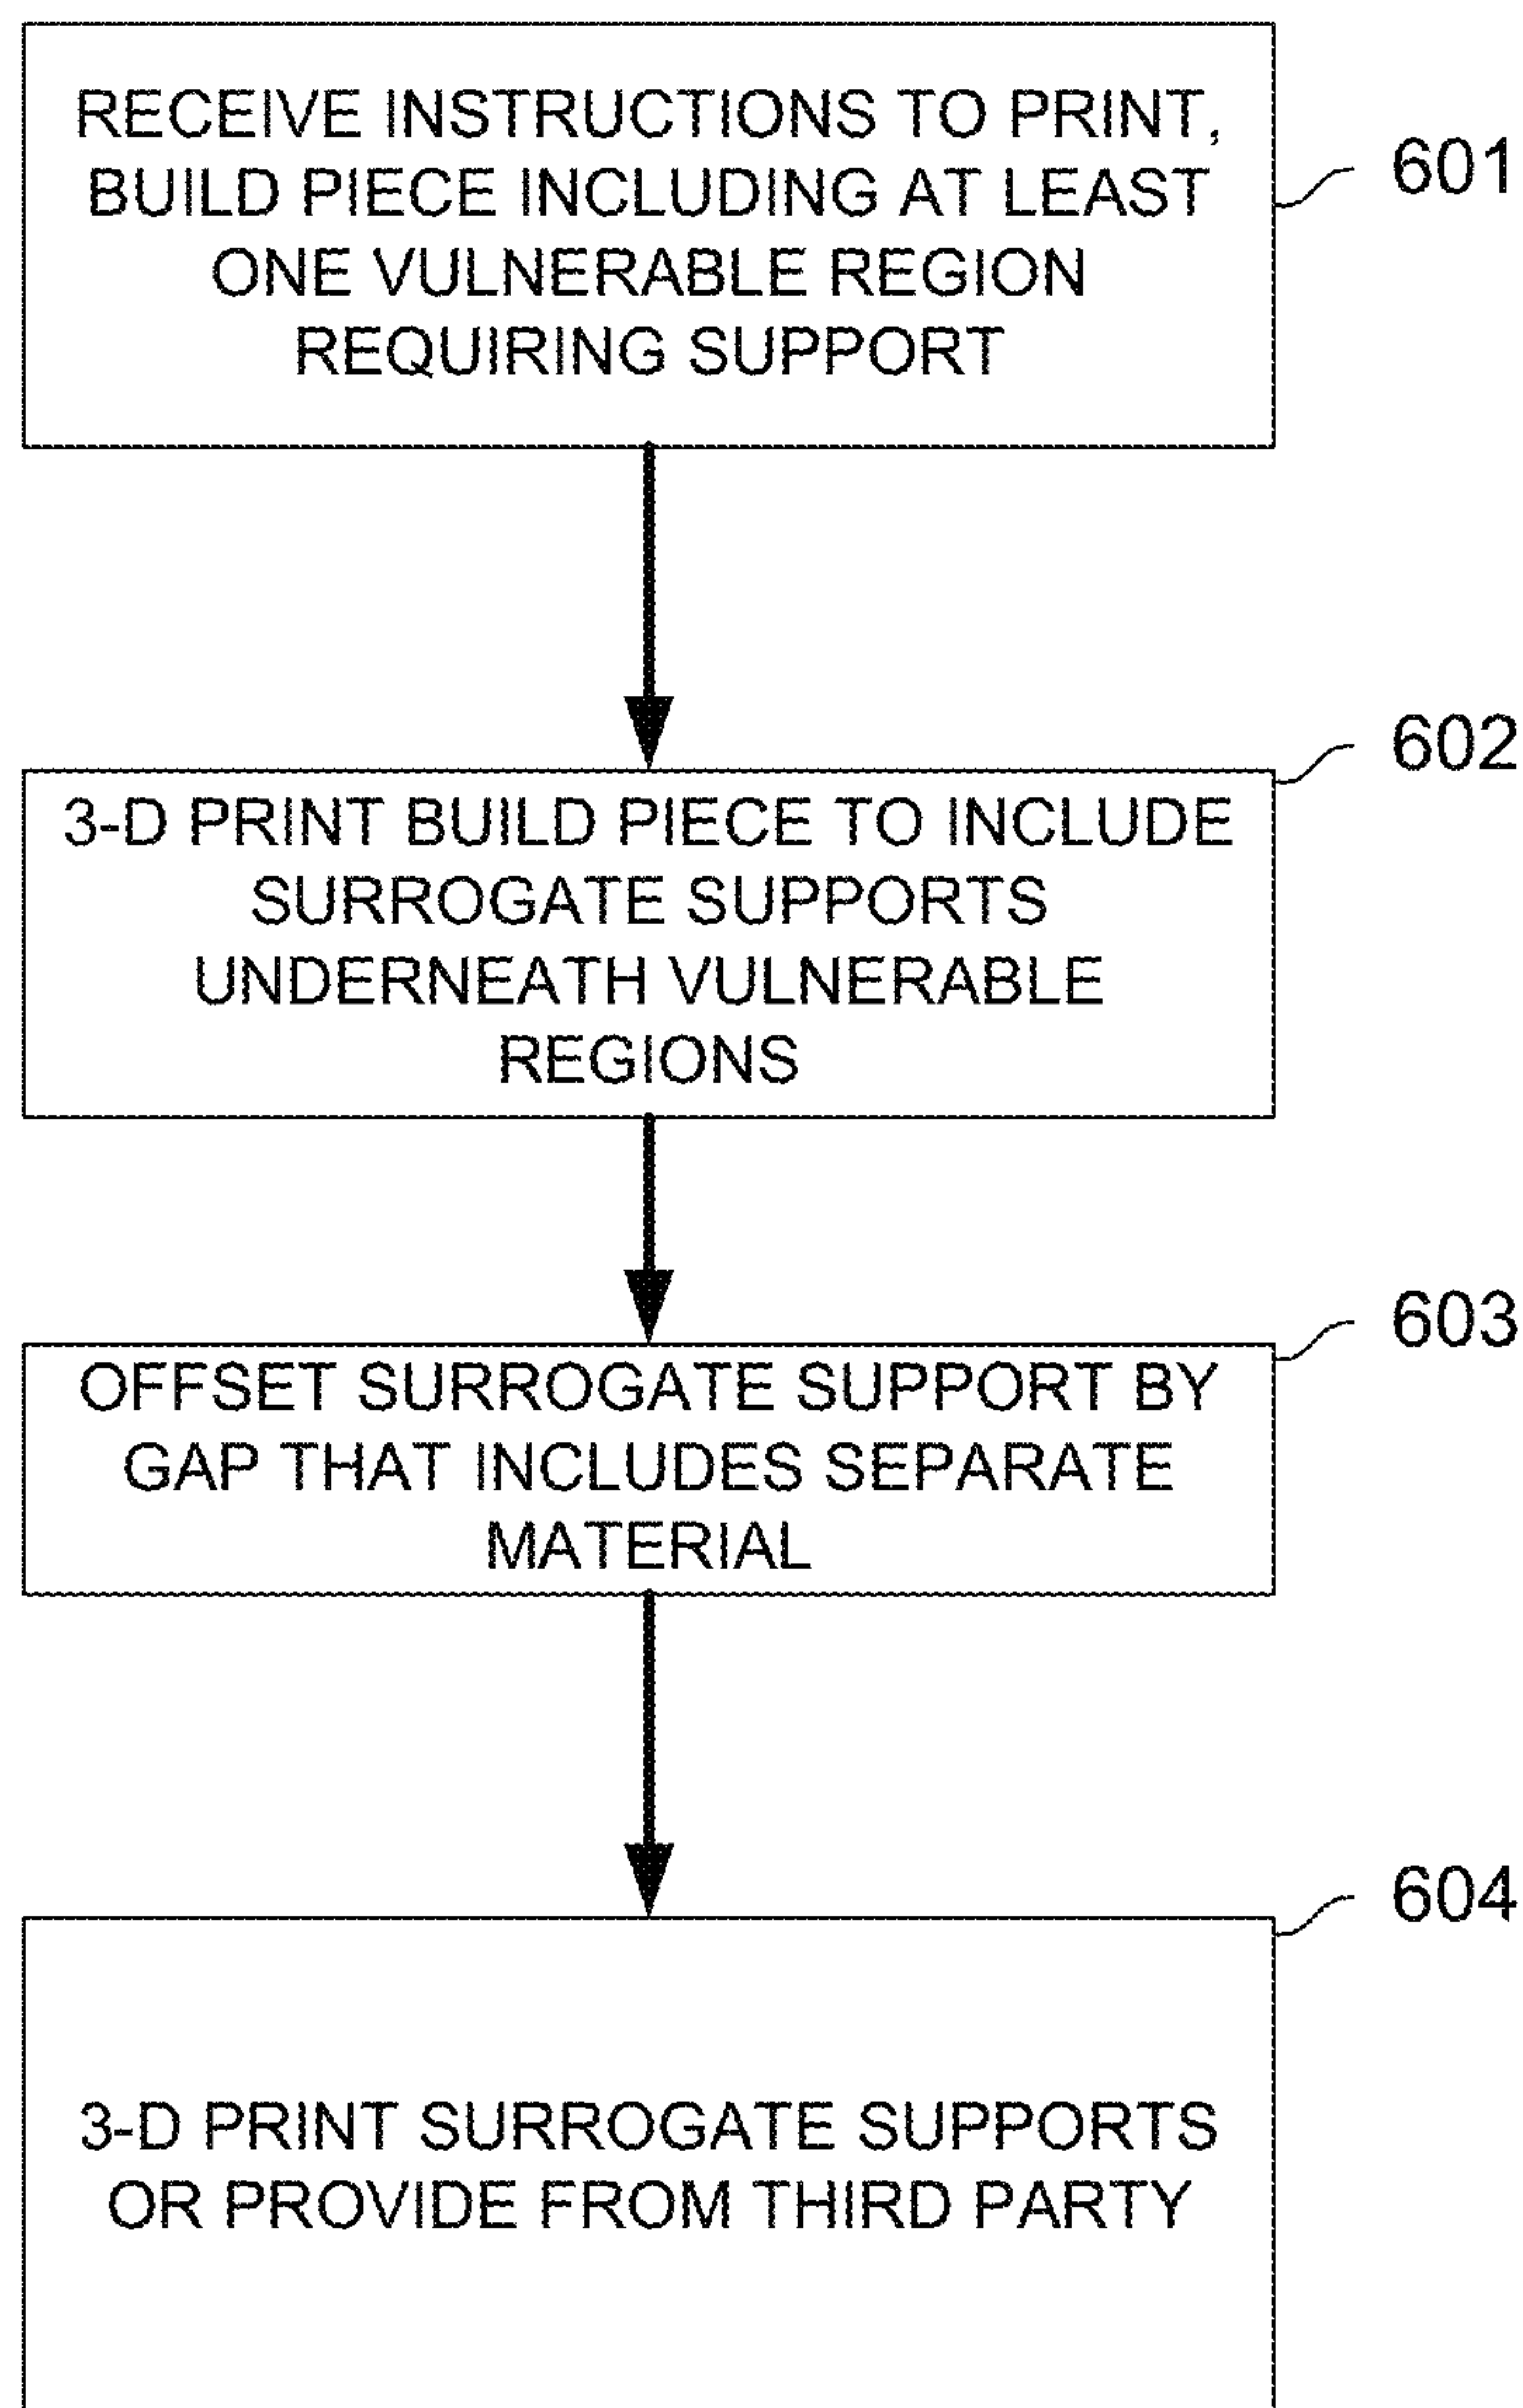 RECEIVE INSTRUCTIONS TO PRINT,
BUILD PIECE INCLUDING AT LEAST
ONE VULNERABLE REGION
REQUIRING SUPPORT
601
602
3-D PRINT BUILD PIECE TO INCLUDE
SURROGATE SUPPORTS
UNDERNEATH VULNERABLE
REGIONS
603
OFFSET SURROGATE SUPPORT BY
GAP THAT INCLUDES SEPARATE
MATERIAL
604
3-D PRINT SURROGATE SUPPORTS
OR PROVIDE FROM THIRD PARTY